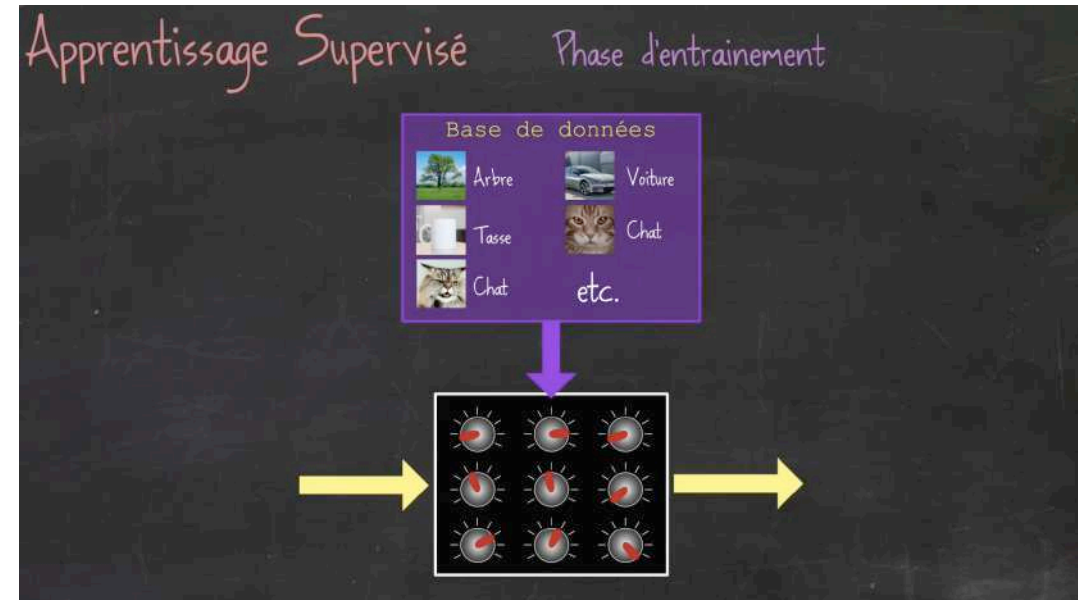 Apprentissage Supervisé
Phase d'entrainement
Base de données
Arbre
Voiture
Tasse
Chat
Chat
etc.